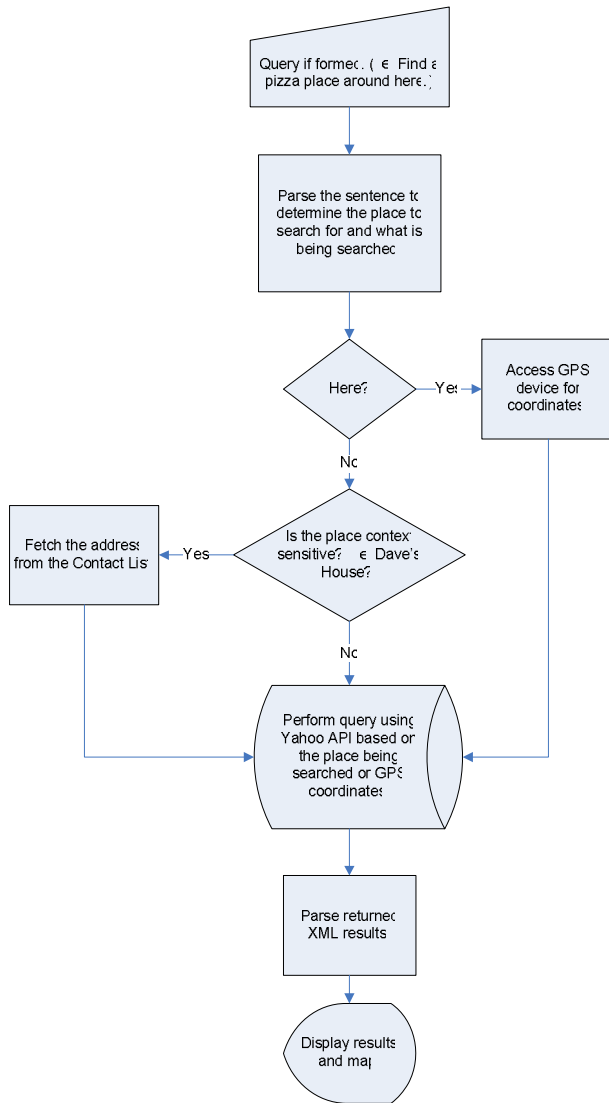 Query if formed. ( e Find a
pizza place around here.)
Parse the sentence to
determine the place to
search for and what is
being searched
Here?
Yes
Access GPS
device for
coordinates
No
Is the place context
sensitive? e Dave's
House?
Yes
Fetch the address
from the Contact List
No
Perform query using
Yahoo API based on
the place being
searched or GPS
coordinates
Parse returned
XML results
Display results
and map